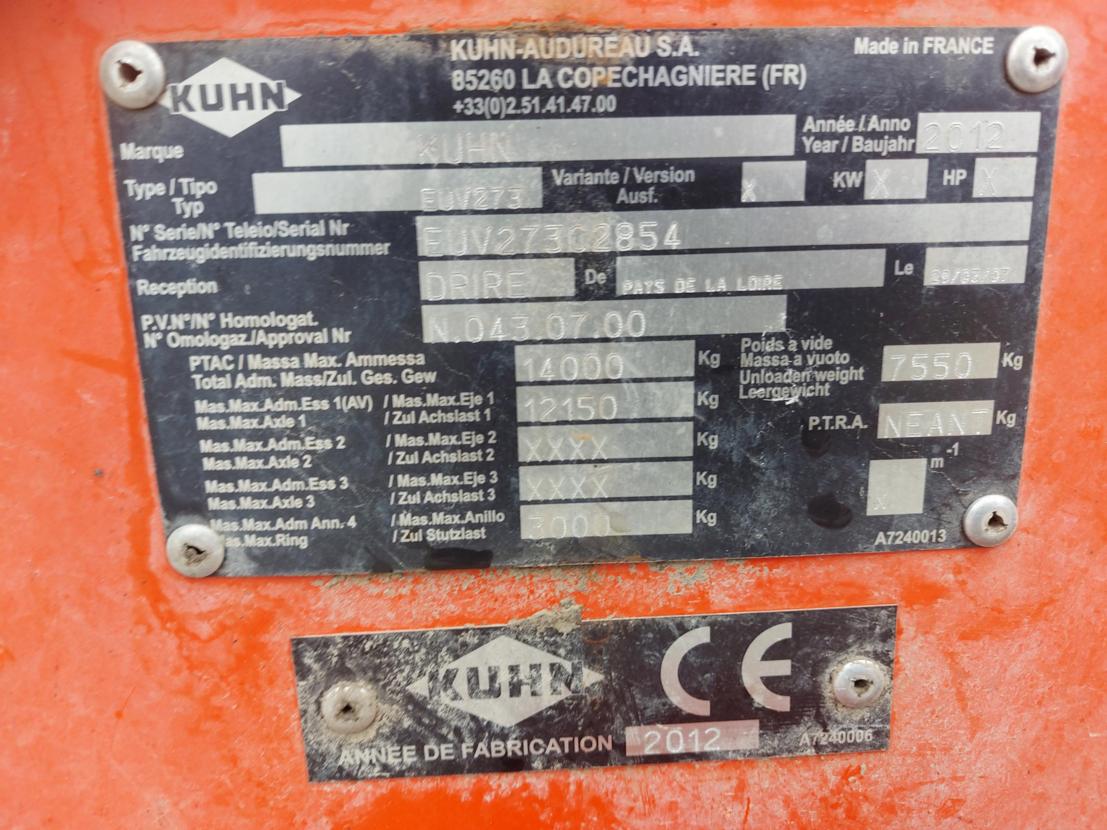 KUHN-AUDUREAU S.A.
Made in FRANCE
KUHN
85260 LA COPECHAGNIERE (FR)
+33(0)2.51.41.47.00
Marque KUHN
Année / Anno 2012
Year / Baujahr
Type / Tipo EUV273
Typ
Variante / Version X KW X HP X
Ausf.
N° Serie/N° Teleio/Serial Nr EUV273C2854
Fahrzeugidentifizierungsnummer
Reception DRIRE De PAYS DE LA LOIRE Le
P.V.N°/N° Homologat. N.043.07.00
N° Omologaz./Approval Nr
PTAC / Massa Max. Ammessa 14000 Kg
Total Adm. Mass/Zul. Ges. Gew
Poids a vide 7550 Kg
Massa a vuoto
Unloaden weight
Leergewicht
Mas.Max.Adm.Ess 1(AV) / Mas.Max.Eje 1 12150 Kg
Mas.Max.Axle 1 / Zul Achslast 1
P.T.R.A. NEANT Kg
Mas.Max.Adm.Ess 2 / Mas.Max.Eje 2 XXXX Kg
Mas.Max.Axle 2 / Zul Achslast 2
Mas.Max.Adm.Ess 3 / Mas.Max.Eje 3 XXXX Kg
Mas.Max.Axle 3 / Zul Achslast 3
X m-1
Mas.Max.Adm Ann. 4 / Mas.Max.Anillo 3000 Kg
Mas.Max.Ring / Zul Stutzlast
A7240013
KUHN CE
ANNEE DE FABRICATION 2012 A7240006